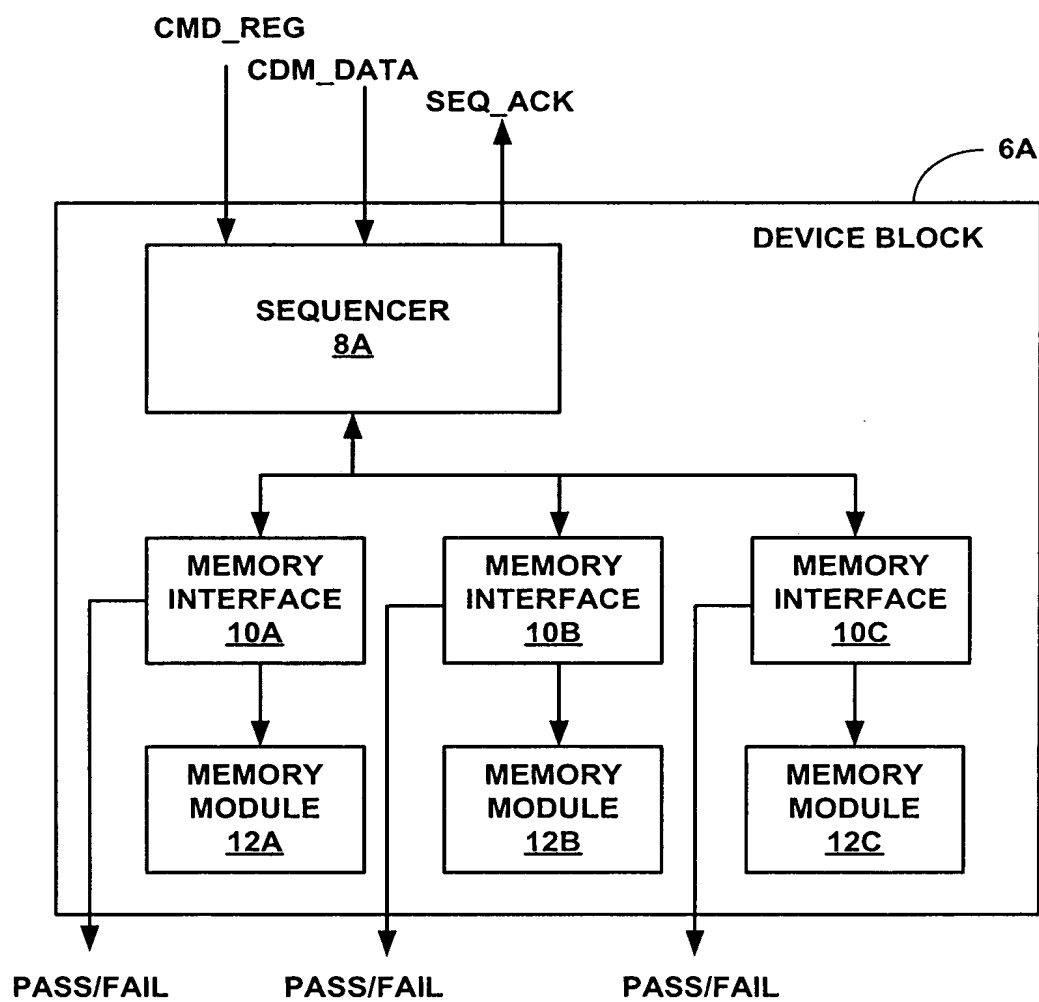 CMD_REG
CDM_DATA
SEQ_ACK
6A
DEVICE BLOCK
SEQUENCER
8A
MEMORY
INTERFACE
10A
MEMORY
INTERFACE
10B
MEMORY
INTERFACE
10C
MEMORY
MODULE
12A
MEMORY
MODULE
12B
MEMORY
MODULE
12C
PASS/FAIL
PASS/FAIL
PASS/FAIL